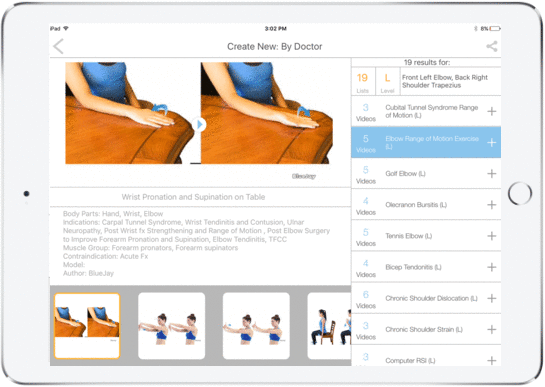 iPad
3:02 PM
8%
Create New: By Doctor
BlueJay
Wrist Pronation and Supination on Table
Body Parts: Hand, Wrist, Elbow
Indications: Carpal Tunnel Syndrome, Wrist Tendinitis and Contusion, Ulnar
Neuropathy, Post Wrist fx Strengthening and Range of Motion , Post Elbow Surgery
to Improve Forearm Pronation and Supination, Elbow Tendinitis, TFCC
Muscle Group: Forearm pronators, Forearm supinators
Contraindication: Acute Fx
Model:
Author: BlueJay
19 results for:
19
Lists
L
Level
Front Left Elbow, Back Right
Shoulder Trapezius
3
Videos
Cubital Tunnel Syndrome Range
of Motion (L)
5
Videos
Elbow Range of Motion Exercise
(L)
5
Videos
Golf Elbow (L)
4
Videos
Olecranon Bursitis (L)
5
Videos
Tennis Elbow (L)
4
Videos
Bicep Tendonitis (L)
6
Videos
Chronic Shoulder Dislocation (L)
3
Videos
Chronic Shoulder Strain (L)
3
Computer RSI (L)